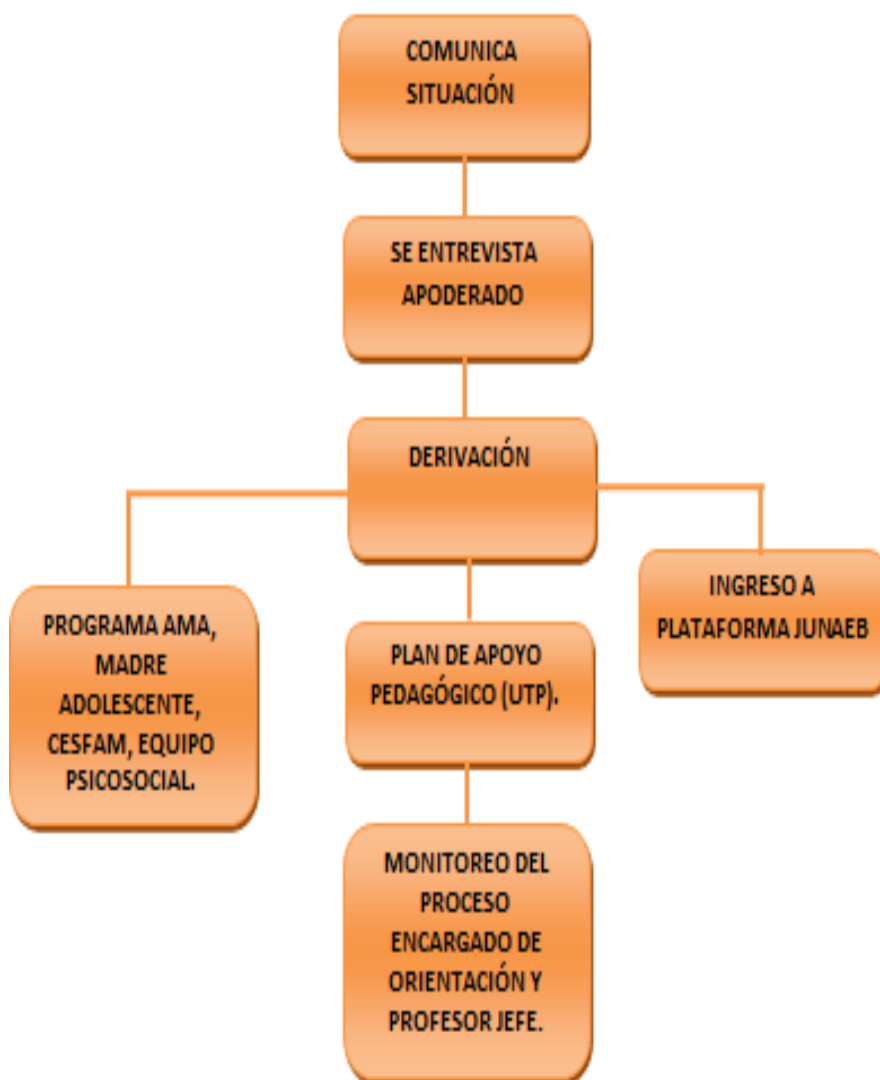 COMUNICA
SITUACIÓN
SE ENTREVISTA
APODERADO
DERIVACIÓN
PROGRAMA AMA,
MADRE
ADOLESCENTE,
CESFAM, EQUIPO
PSICOSOCIAL.
PLAN DE APOYO
PEDAGÓGICO (UTP).
INGRESO A
PLATAFORMA JUNAEB
MONITOREO DEL
PROCESO
ENCARGADO DE
ORIENTACIÓN Y
PROFESOR JEFE.